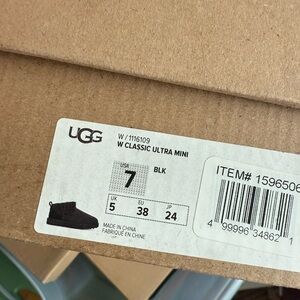 UGG
W / 1116109
W CLASSIC ULTRA MINI
USA
7
BLK
UK
5
EU
38
JP
24
MADE IN CHINA
FABRIQUÉ EN CHINE
ITEM# 1596506
4 99996 34862 1